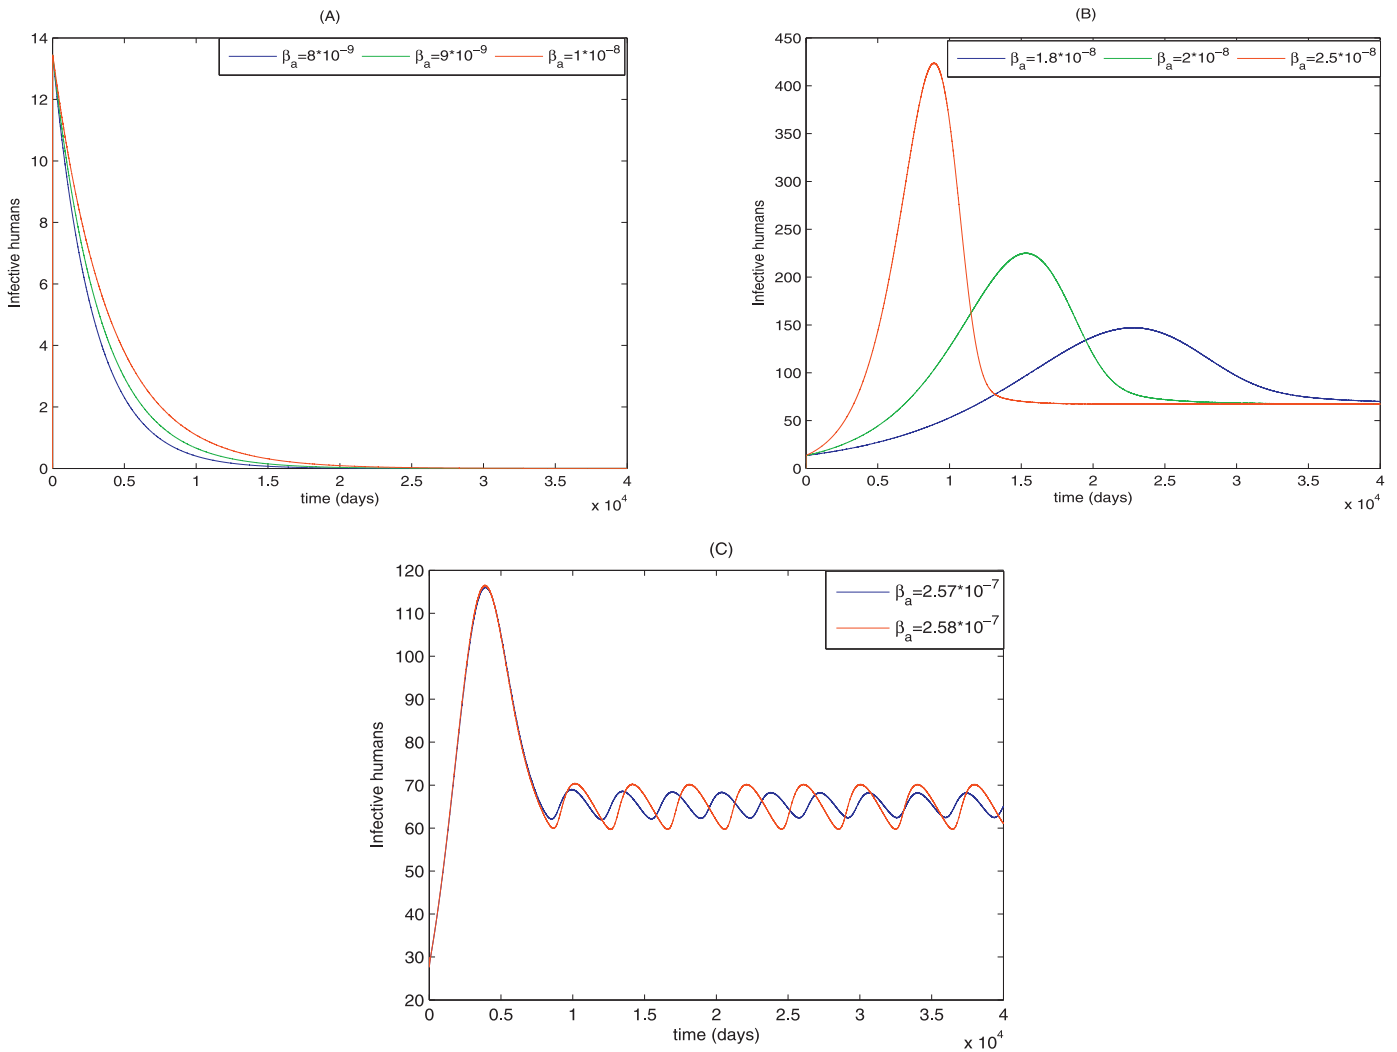 (A)
β_a=8*10^−9 β_a=9*10^−9 β_a=1*10^−8
14
12
10
8
6
4
2
0
Infective humans
0 0.5 1 1.5 2 2.5 3 3.5 4
time (days)
x 10^4
(B)
β_a=1.8*10^−8 β_a=2*10^−8 β_a=2.5*10^−8
450
400
350
300
250
200
150
100
50
0
Infective humans
0 0.5 1 1.5 2 2.5 3 3.5 4
time (days)
x 10^4
(C)
β_a=2.57*10^−7
β_a=2.58*10^−7
120
110
100
90
80
70
60
50
40
30
20
Infective humans
0 0.5 1 1.5 2 2.5 3 3.5 4
time (days)
x 10^4